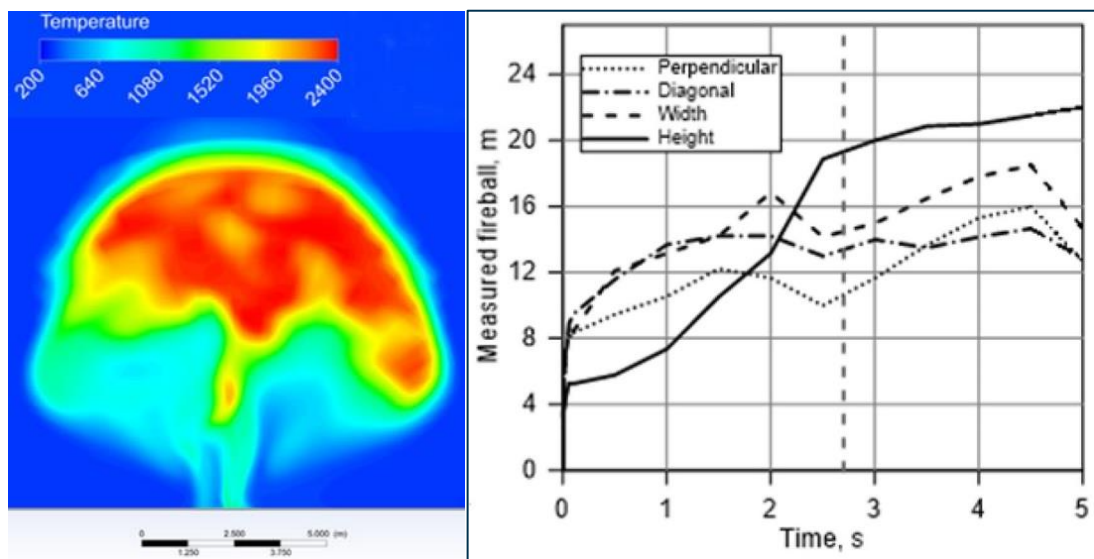 Temperature
200 640 1080 1520 1960 2400
0 2.500 5.000 (m)
1.250 3.750
Measured fireball, m
24
20
16
12
8
4
0
Perpendicular
Diagonal
Width
Height
0 1 2 3 4 5
Time, s